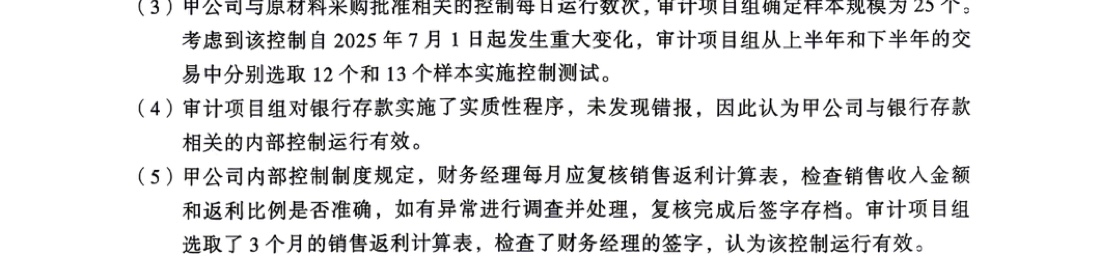 (3)甲公司与原材料采购批准相关的控制每日运行数次,审计项目组确定样本规模为 25 个。
考虑到该控制自 2025 年 7 月 1 日起发生重大变化,审计项目组从上半年和下半年的交
易中分别选取 12 个和 13 个样本实施控制测试。
(4)审计项目组对银行存款实施了实质性程序,未发现错报,因此认为甲公司与银行存款
相关的内部控制运行有效。
(5)甲公司内部控制制度规定,财务经理每月应复核销售返利计算表,检查销售收入金额
和返利比例是否准确,如有异常进行调查并处理,复核完成后签字存档。审计项目组
选取了 3 个月的销售返利计算表,检查了财务经理的签字,认为该控制运行有效。